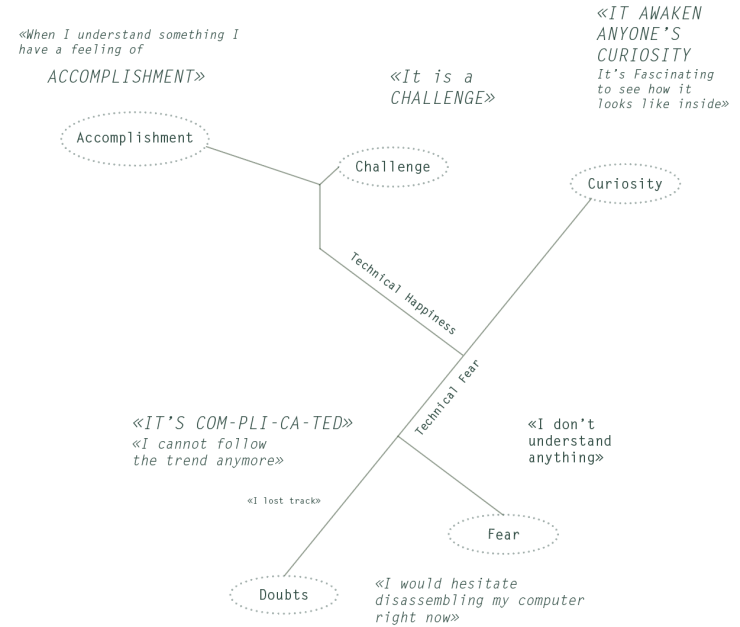 «IT AWAKEN
ANYONE'S
CURIOSITY
It's Fascinating
to see how it
looks like inside»
«When I understand something I
have a feeling of
ACCOMPLISHMENT»
«It is a
CHALLENGE»
Accomplishment
Challenge
Curiosity
Technical Happiness
Technical Fear
«IT'S COM-PLI-CA-TED»
«I cannot follow
the trend anymore»
«I lost track»
«I don't
understand
anything»
Fear
Doubts
«I would hesitate
disassembling my computer
right now»